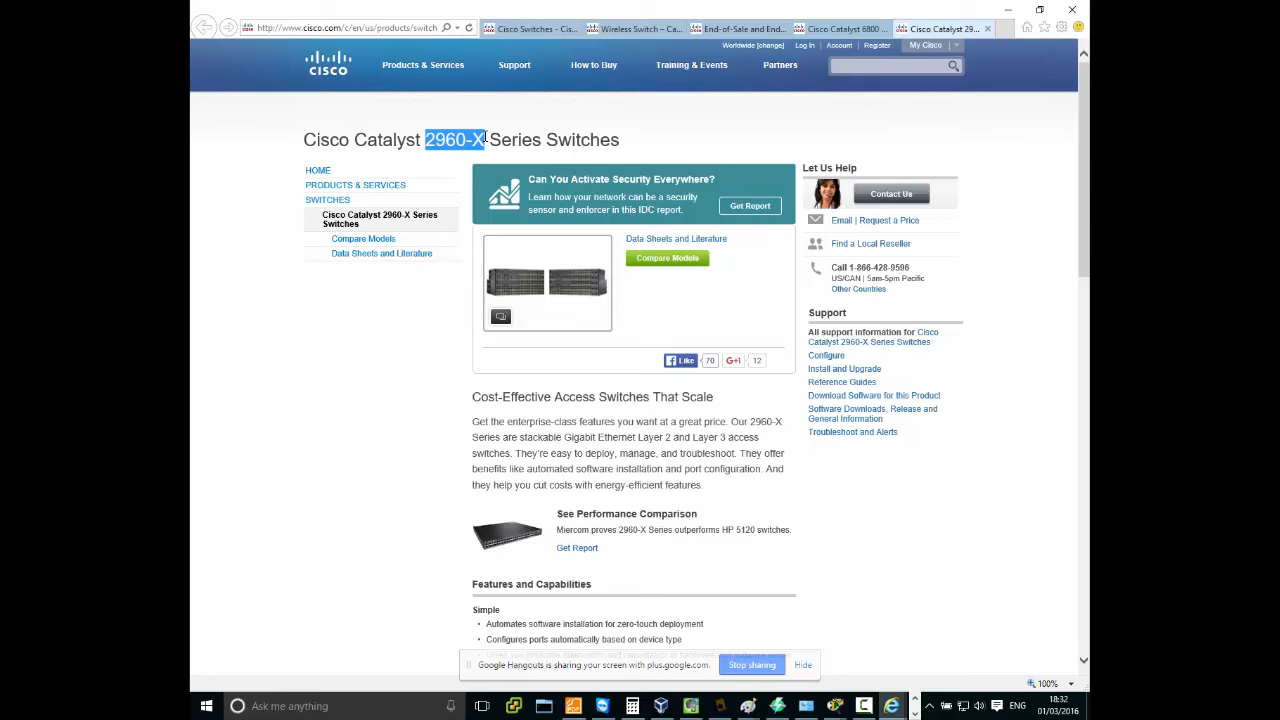 http://www.cisco.com/c/en/us/products/switch
Cisco Switches - Cis...
Wireless Switch – Ca...
End-of-Sale and End...
Cisco Catalyst 6800 ...
Cisco Catalyst 29...
Worldwide [change]
Log In
Account
Register
My Cisco
CISCO
Products & Services
Support
How to Buy
Training & Events
Partners
Cisco Catalyst 2960-X Series Switches
HOME
PRODUCTS & SERVICES
SWITCHES
Cisco Catalyst 2960-X Series
Switches
Compare Models
Data Sheets and Literature
Can You Activate Security Everywhere?
Learn how your network can be a security
sensor and enforcer in this IDC report.
Get Report
Data Sheets and Literature
Compare Models
Like
70
G+1
12
Cost-Effective Access Switches That Scale
Get the enterprise-class features you want at a great price. Our 2960-X
Series are stackable Gigabit Ethernet Layer 2 and Layer 3 access
switches. They're easy to deploy, manage, and troubleshoot. They offer
benefits like automated software installation and port configuration. And
they help you cut costs with energy-efficient features.
See Performance Comparison
Miercom proves 2960-X Series outperforms HP 5120 switches.
Get Report
Features and Capabilities
Simple
• Automates software installation for zero-touch deployment
• Configures ports automatically based on device type
Let Us Help
Contact Us
Email | Request a Price
Find a Local Reseller
Call 1-866-428-9596
US/CAN | 5am-5pm Pacific
Other Countries
Support
All support information for Cisco
Catalyst 2960-X Series Switches
Configure
Install and Upgrade
Reference Guides
Download Software for this Product
Software Downloads, Release and
General Information
Troubleshoot and Alerts
Google Hangouts is sharing your screen with plus.google.com.
Stop sharing
Hide
100%
Ask me anything
ENG
18:32
01/03/2016